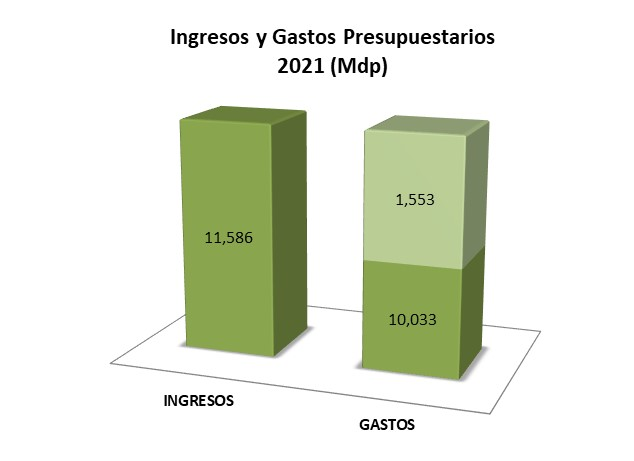 Ingresos y Gastos Presupuestarios
2021 (Mdp)
1,553
11,586
10,033
INGRESOS
GASTOS